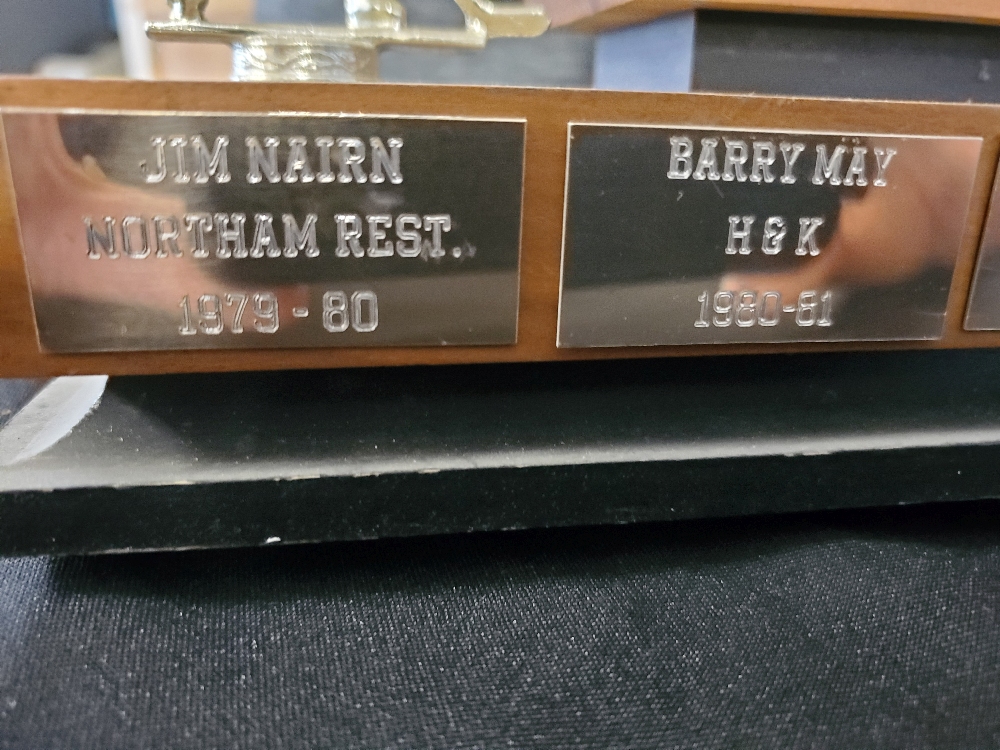 JIM NAIRN
NORTHAM REST.
1979 - 80
BARRY MAY
H & K
1980-81